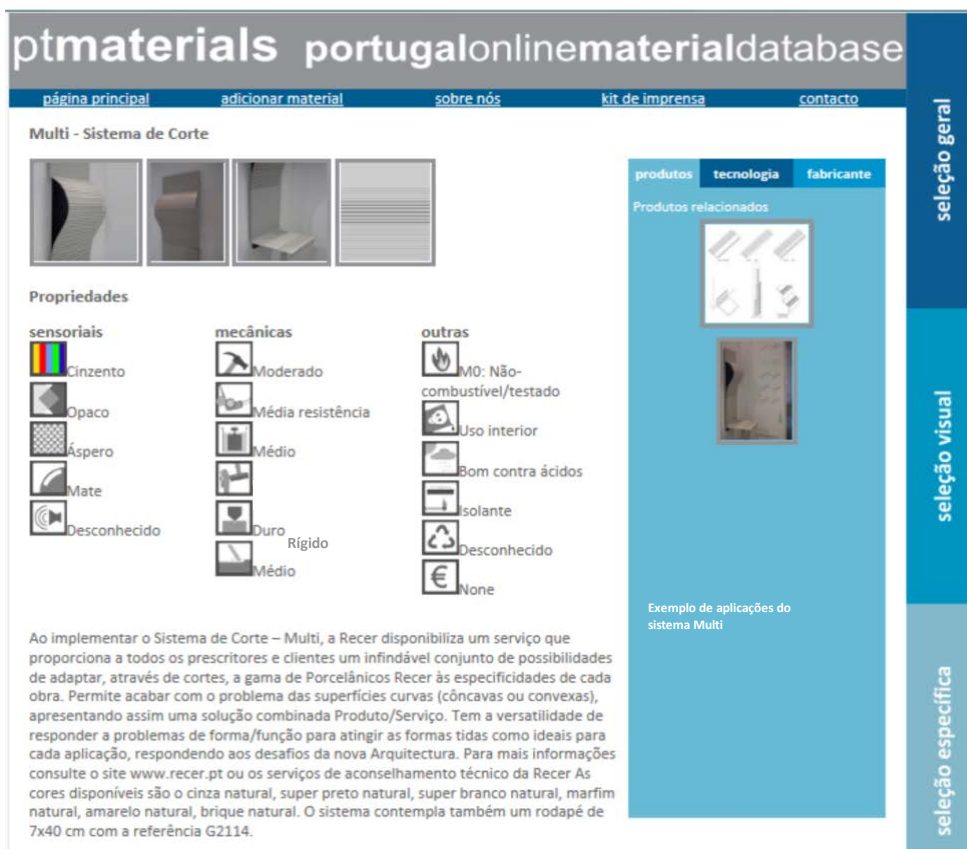 ptmaterials portugalonlinematerialdatabase
página principal adicionar material sobre nós kit de imprensa contacto
Multi - Sistema de Corte
Propriedades
sensoriais
Cinzento
Opaco
Áspero
Mate
Desconhecido
mecânicas
Moderado
Média resistência
Médio
Duro
Rígido
Médio
outras
M0: Não-
combustível/testado
Uso interior
Bom contra ácidos
Isolante
Desconhecido
€
None
Ao implementar o Sistema de Corte – Multi, a Recer disponibiliza um serviço que
proporciona a todos os prescritores e clientes um infindável conjunto de possibilidades
de adaptar, através de cortes, a gama de Porcelânicos Recer às especificidades de cada
obra. Permite acabar com o problema das superfícies curvas (côncavas ou convexas),
apresentando assim uma solução combinada Produto/Serviço. Tem a versatilidade de
responder a problemas de forma/função para atingir as formas tidas como ideais para
cada aplicação, respondendo aos desafios da nova Arquitectura. Para mais informações
consulte o site www.recer.pt ou os serviços de aconselhamento técnico da Recer As
cores disponíveis são o cinza natural, super preto natural, super branco natural, marfim
natural, amarelo natural, brique natural. O sistema contempla também um rodapé de
7x40 cm com a referência G2114.
produtos tecnologia fabricante
Produtos relacionados
Exemplo de aplicações do
sistema Multi
seleção geral
seleção visual
seleção específica